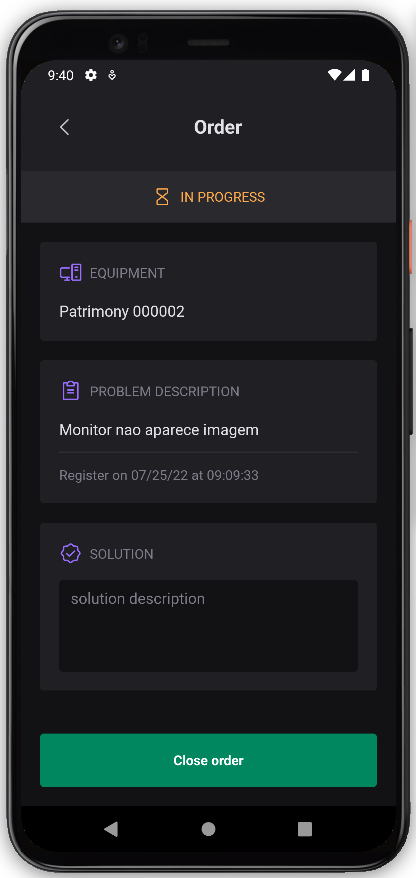 9:40
Order
IN PROGRESS
EQUIPMENT
Patrimony 000002
PROBLEM DESCRIPTION
Monitor nao aparece imagem
Register on 07/25/22 at 09:09:33
SOLUTION
solution description
Close order